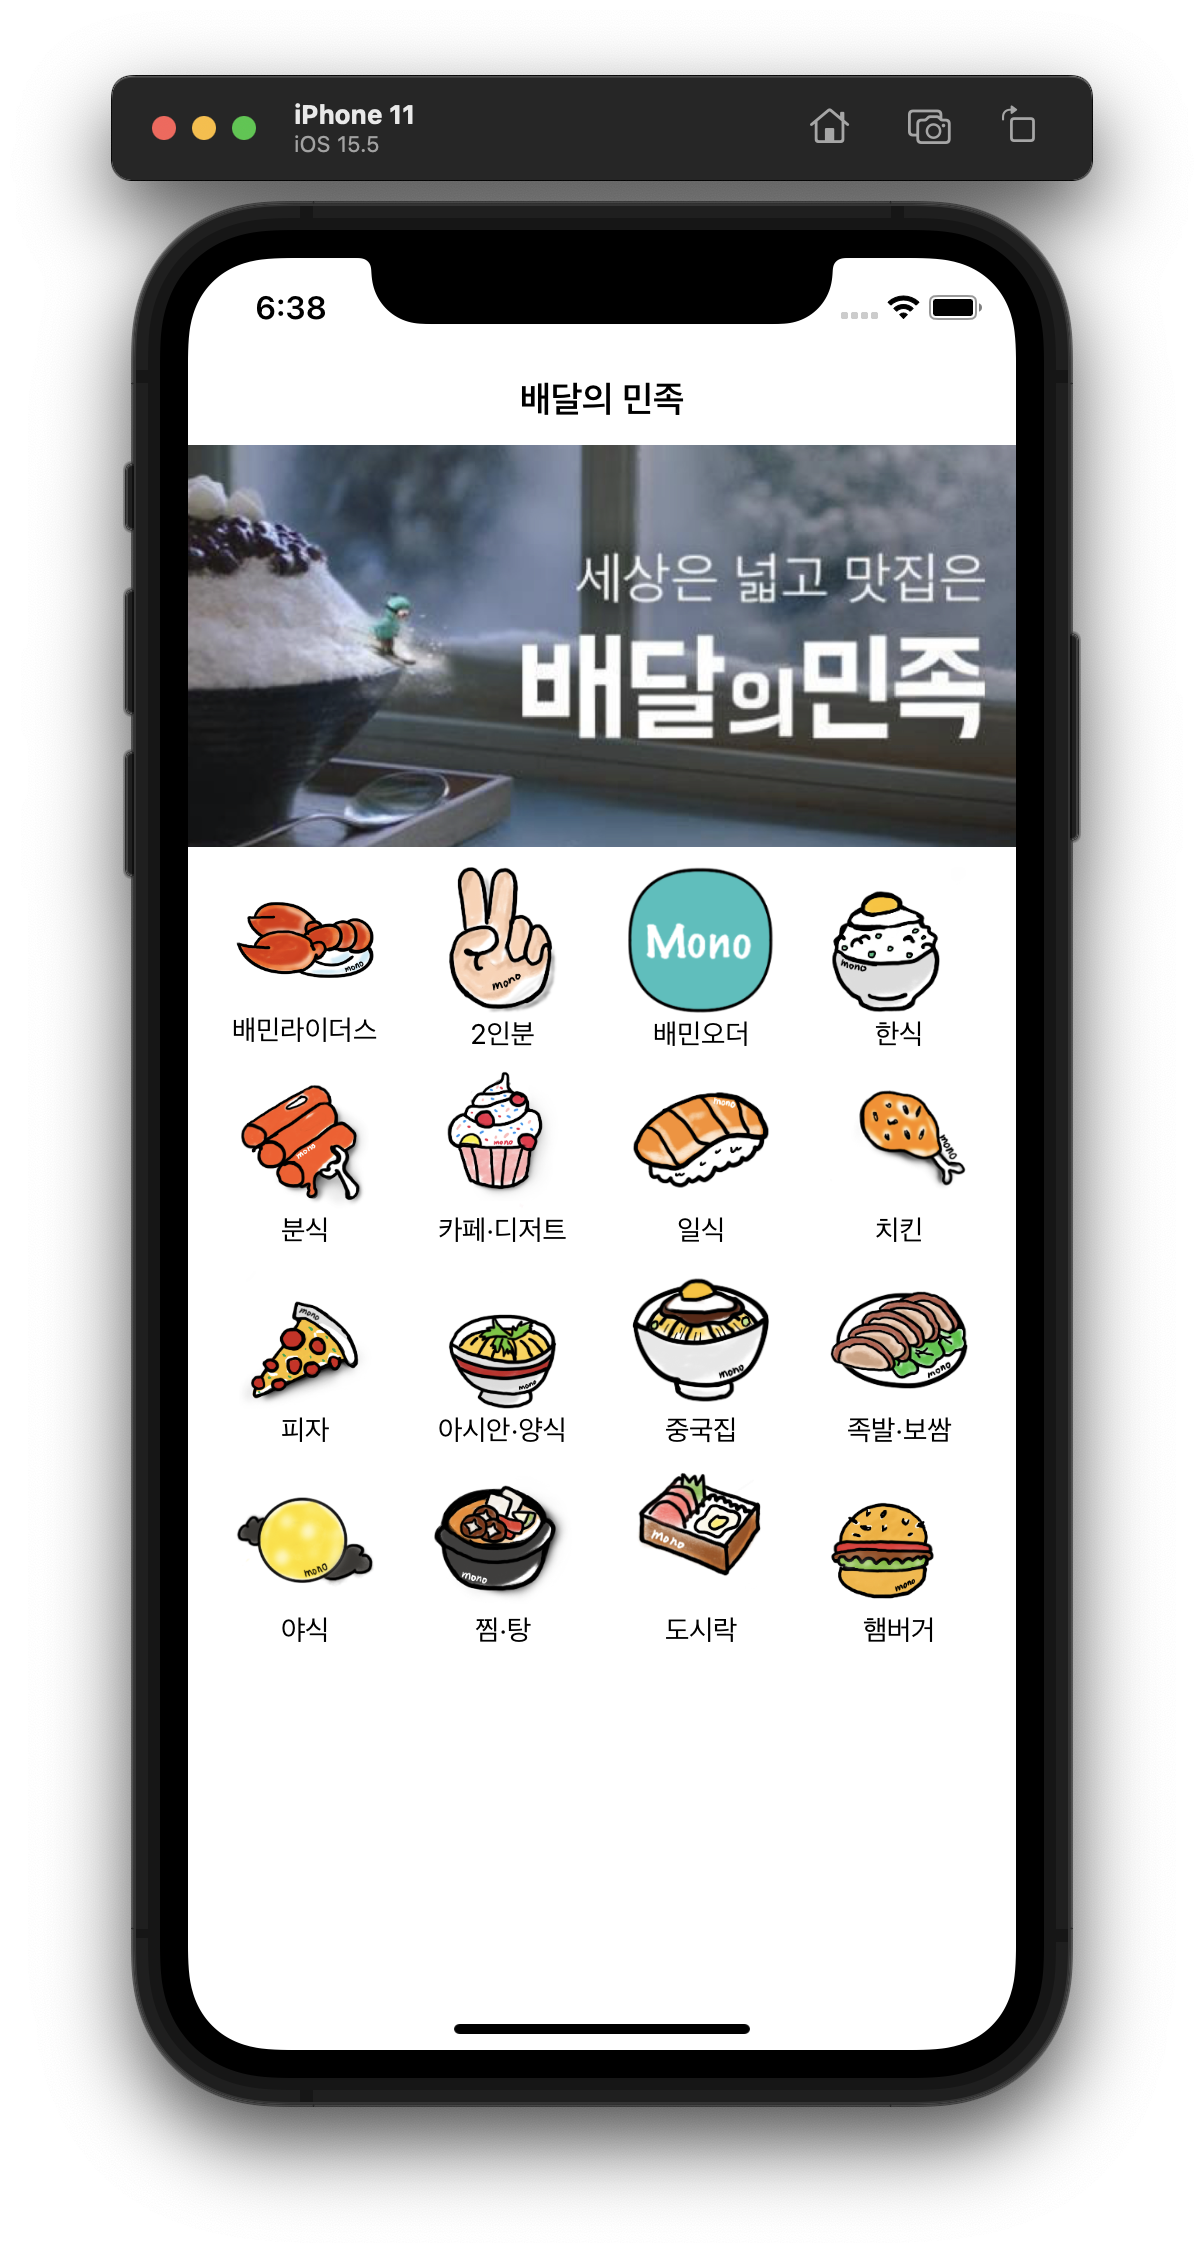 iPhone 11
iOS 15.5
6:38
배달의 민족
세상은 넓고 맛집은
배달의민족
mono
mono
Mono
mono
배민라이더스
2인분
배민오더
한식
mono
mono
mono
mono
분식
카페·디저트
일식
치킨
mono
mono
mono
mono
피자
아시안·양식
중국집
족발·보쌈
mono
mono
mono
mono
야식
찜·탕
도시락
햄버거